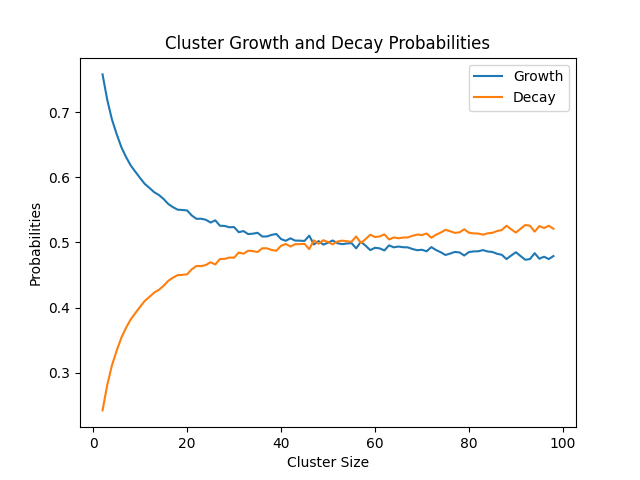 Cluster Growth and Decay Probabilities
Growth
Decay
0.7
0.6
0.5
0.4
0.3
Probabilities
0 20 40 60 80 100
Cluster Size